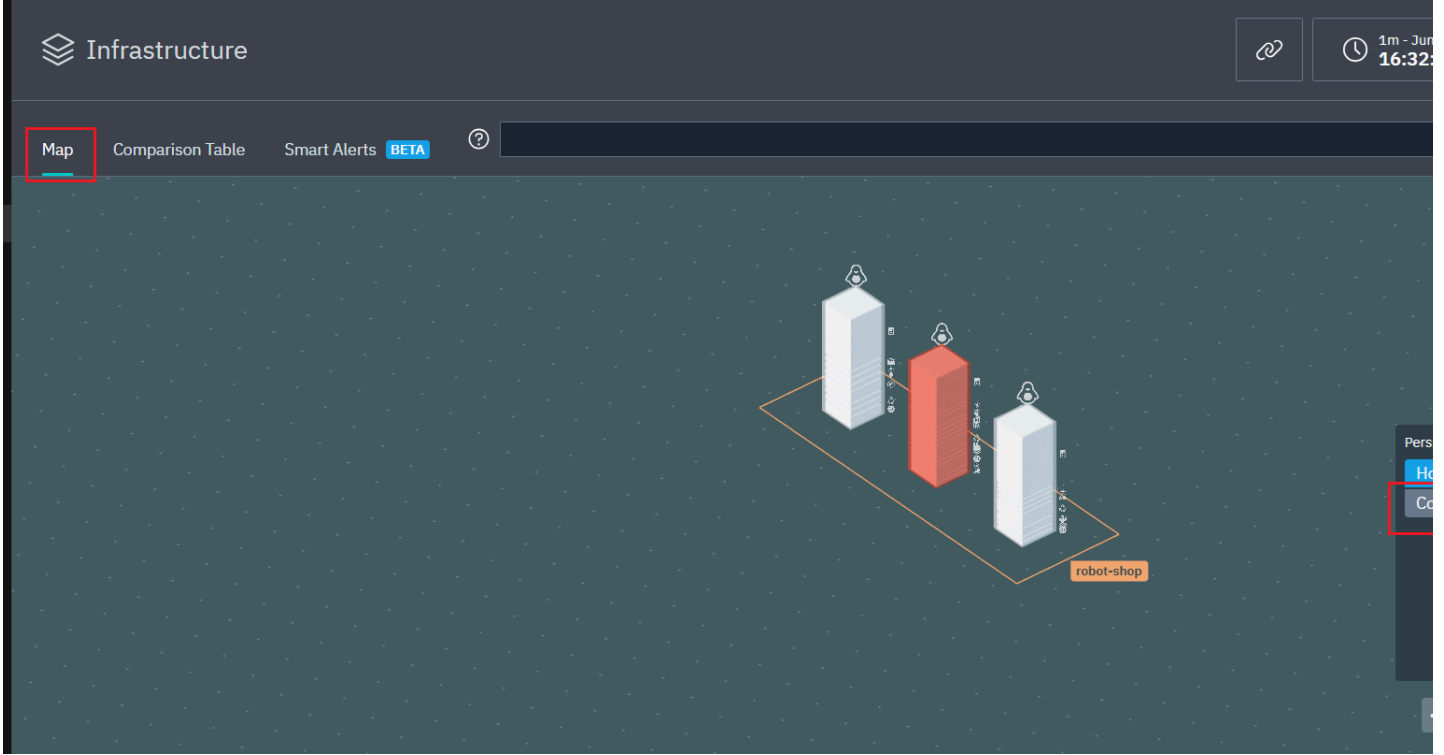 Infrastructure
1m - Jun
16:32:
Map
Comparison Table
Smart Alerts BETA
Pers
Ho
Co
robot-shop